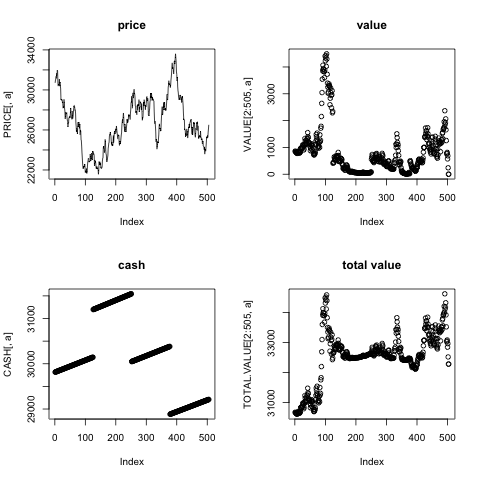 price
PRICE[, a]
22000 26000 30000 34000
0 100 200 300 400 500
Index
value
VALUE[2:505, a]
0 1000 3000
0 100 200 300 400 500
Index
cash
CASH[, a]
29000 30000 31000
0 100 200 300 400 500
Index
total value
TOTAL.VALUE[2:505, a]
31000 33000
0 100 200 300 400 500
Index